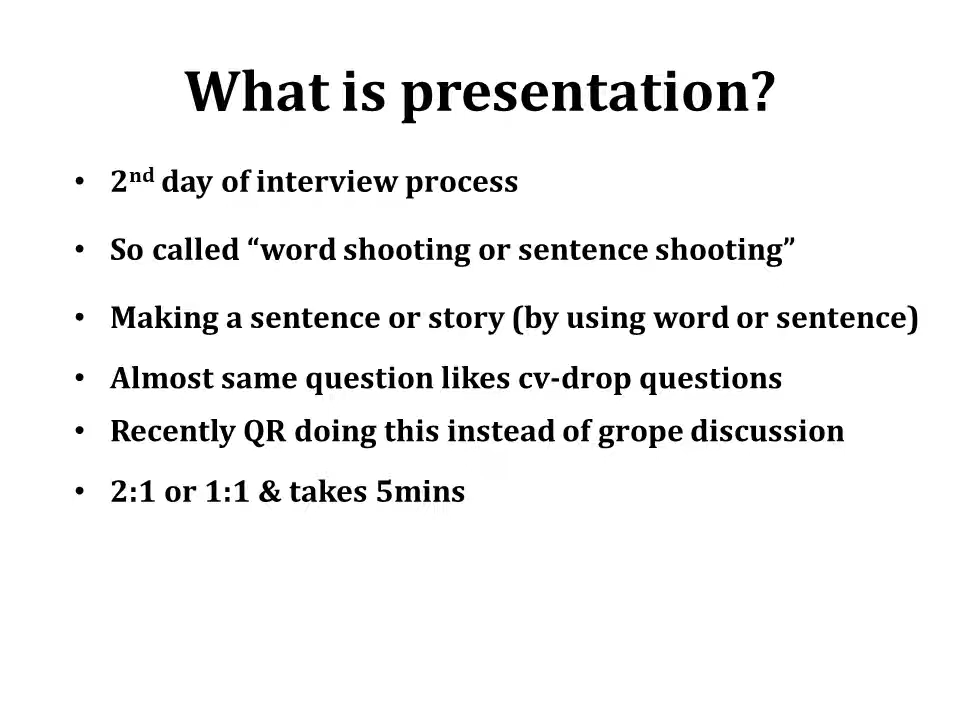 What is presentation?
• 2nd day of interview process
• So called “word shooting or sentence shooting”
• Making a sentence or story (by using word or sentence)
• Almost same question likes cv-drop questions
• Recently QR doing this instead of grope discussion
• 2:1 or 1:1 & takes 5mins